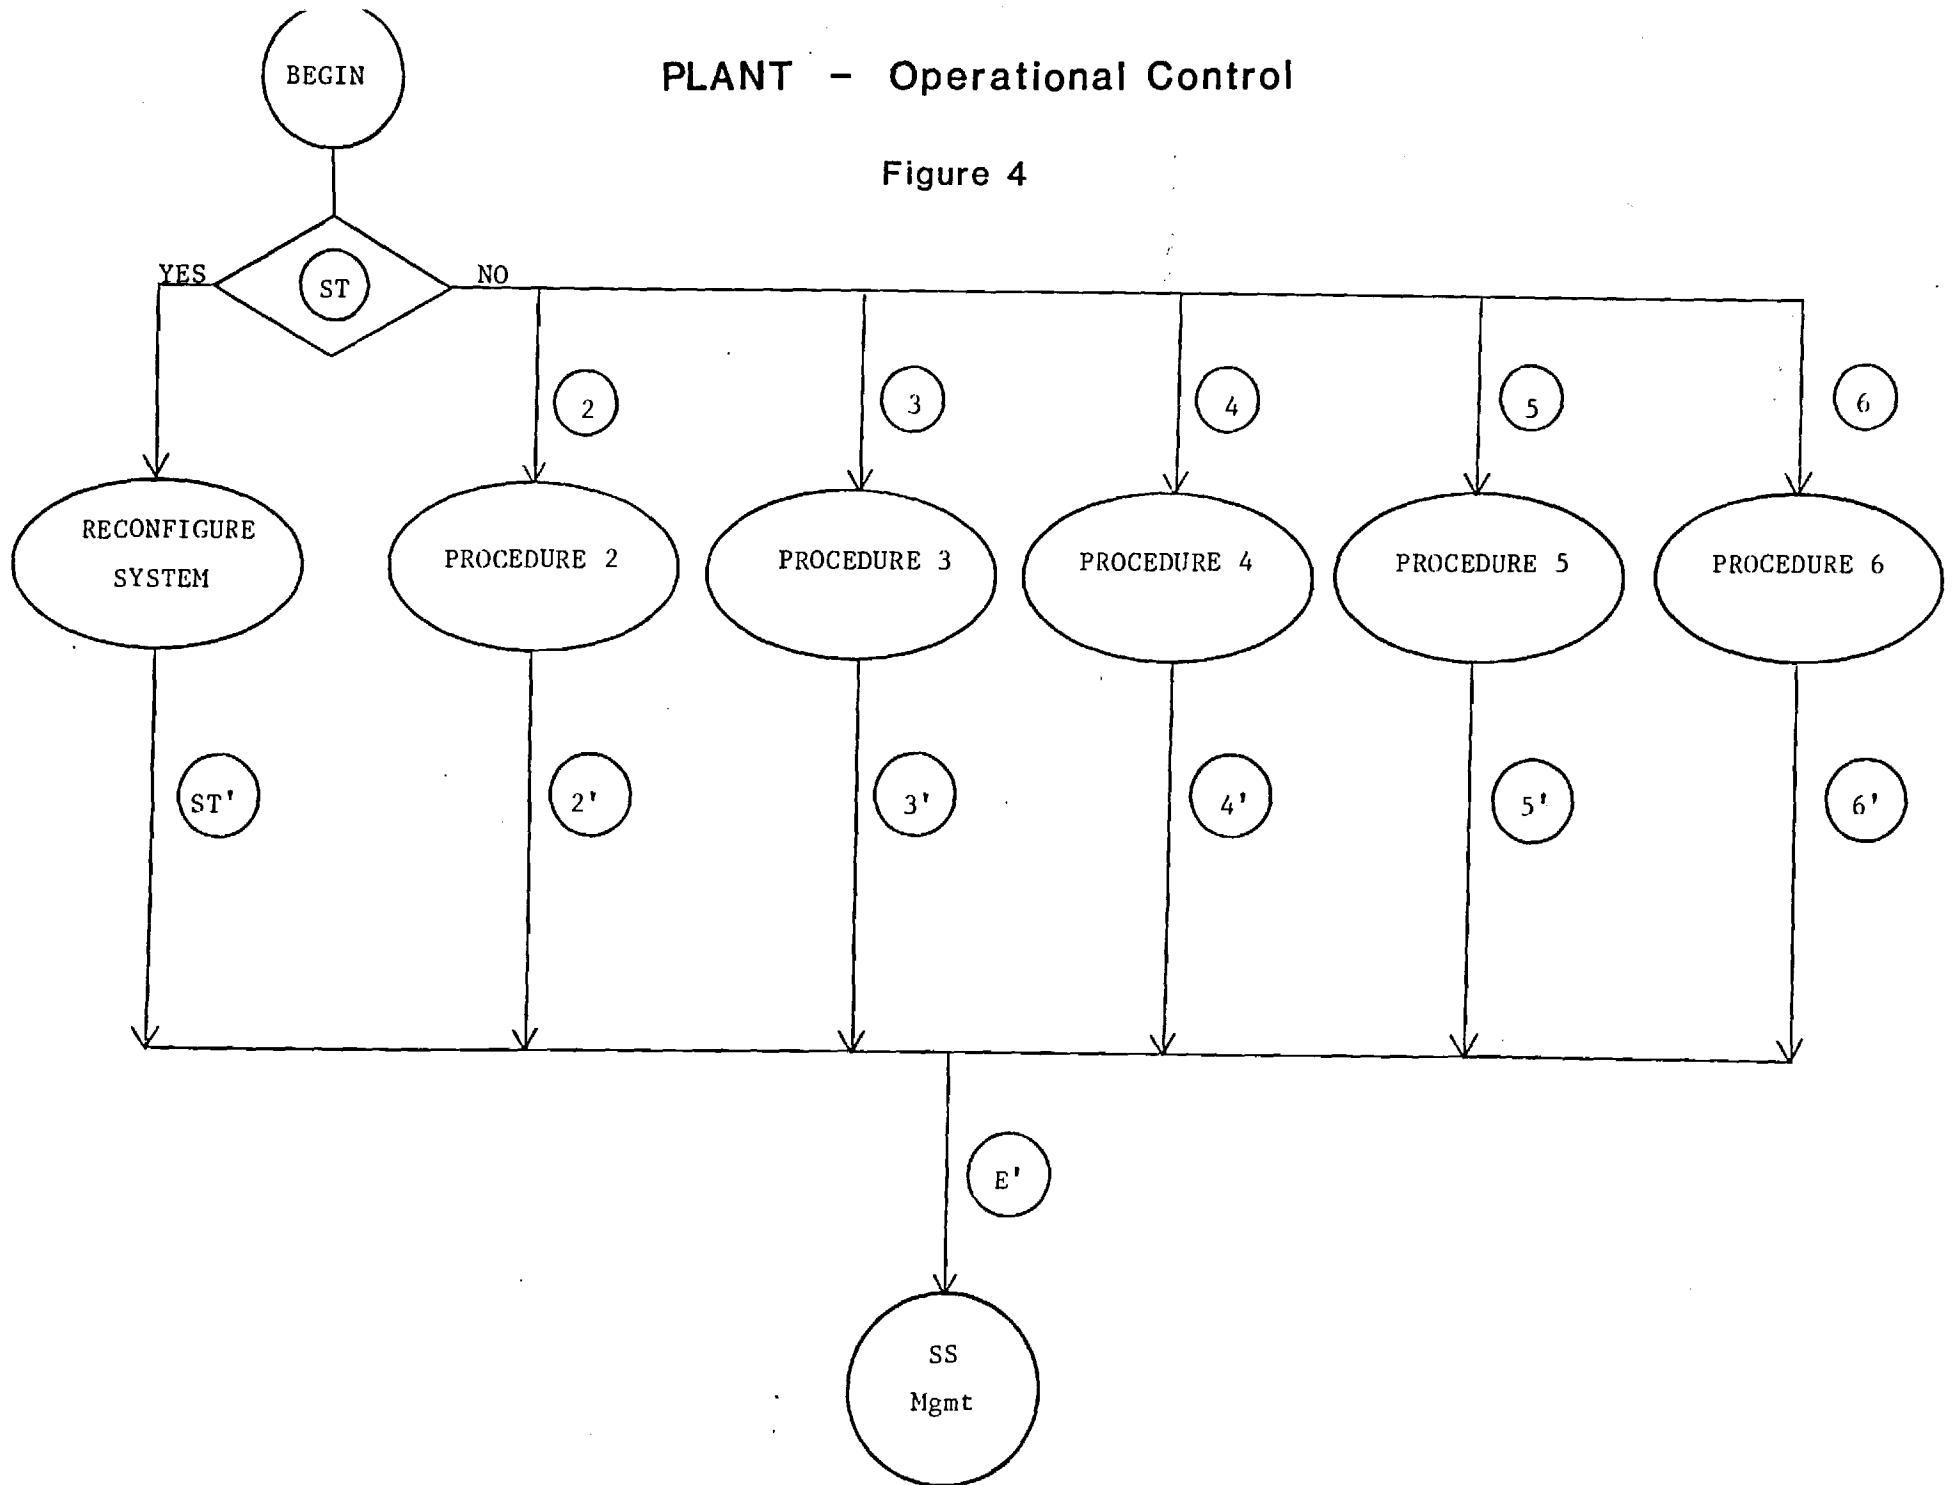 BEGIN
PLANT - Operational Control
Figure 4
YES
ST
NO
2
3
4
5
6
RECONFIGURE
SYSTEM
PROCEDURE 2
PROCEDURE 3
PROCEDURE 4
PROCEDURE 5
PROCEDURE 6
ST'
2'
3'
4'
5'
6'
E'
SS
Mgmt